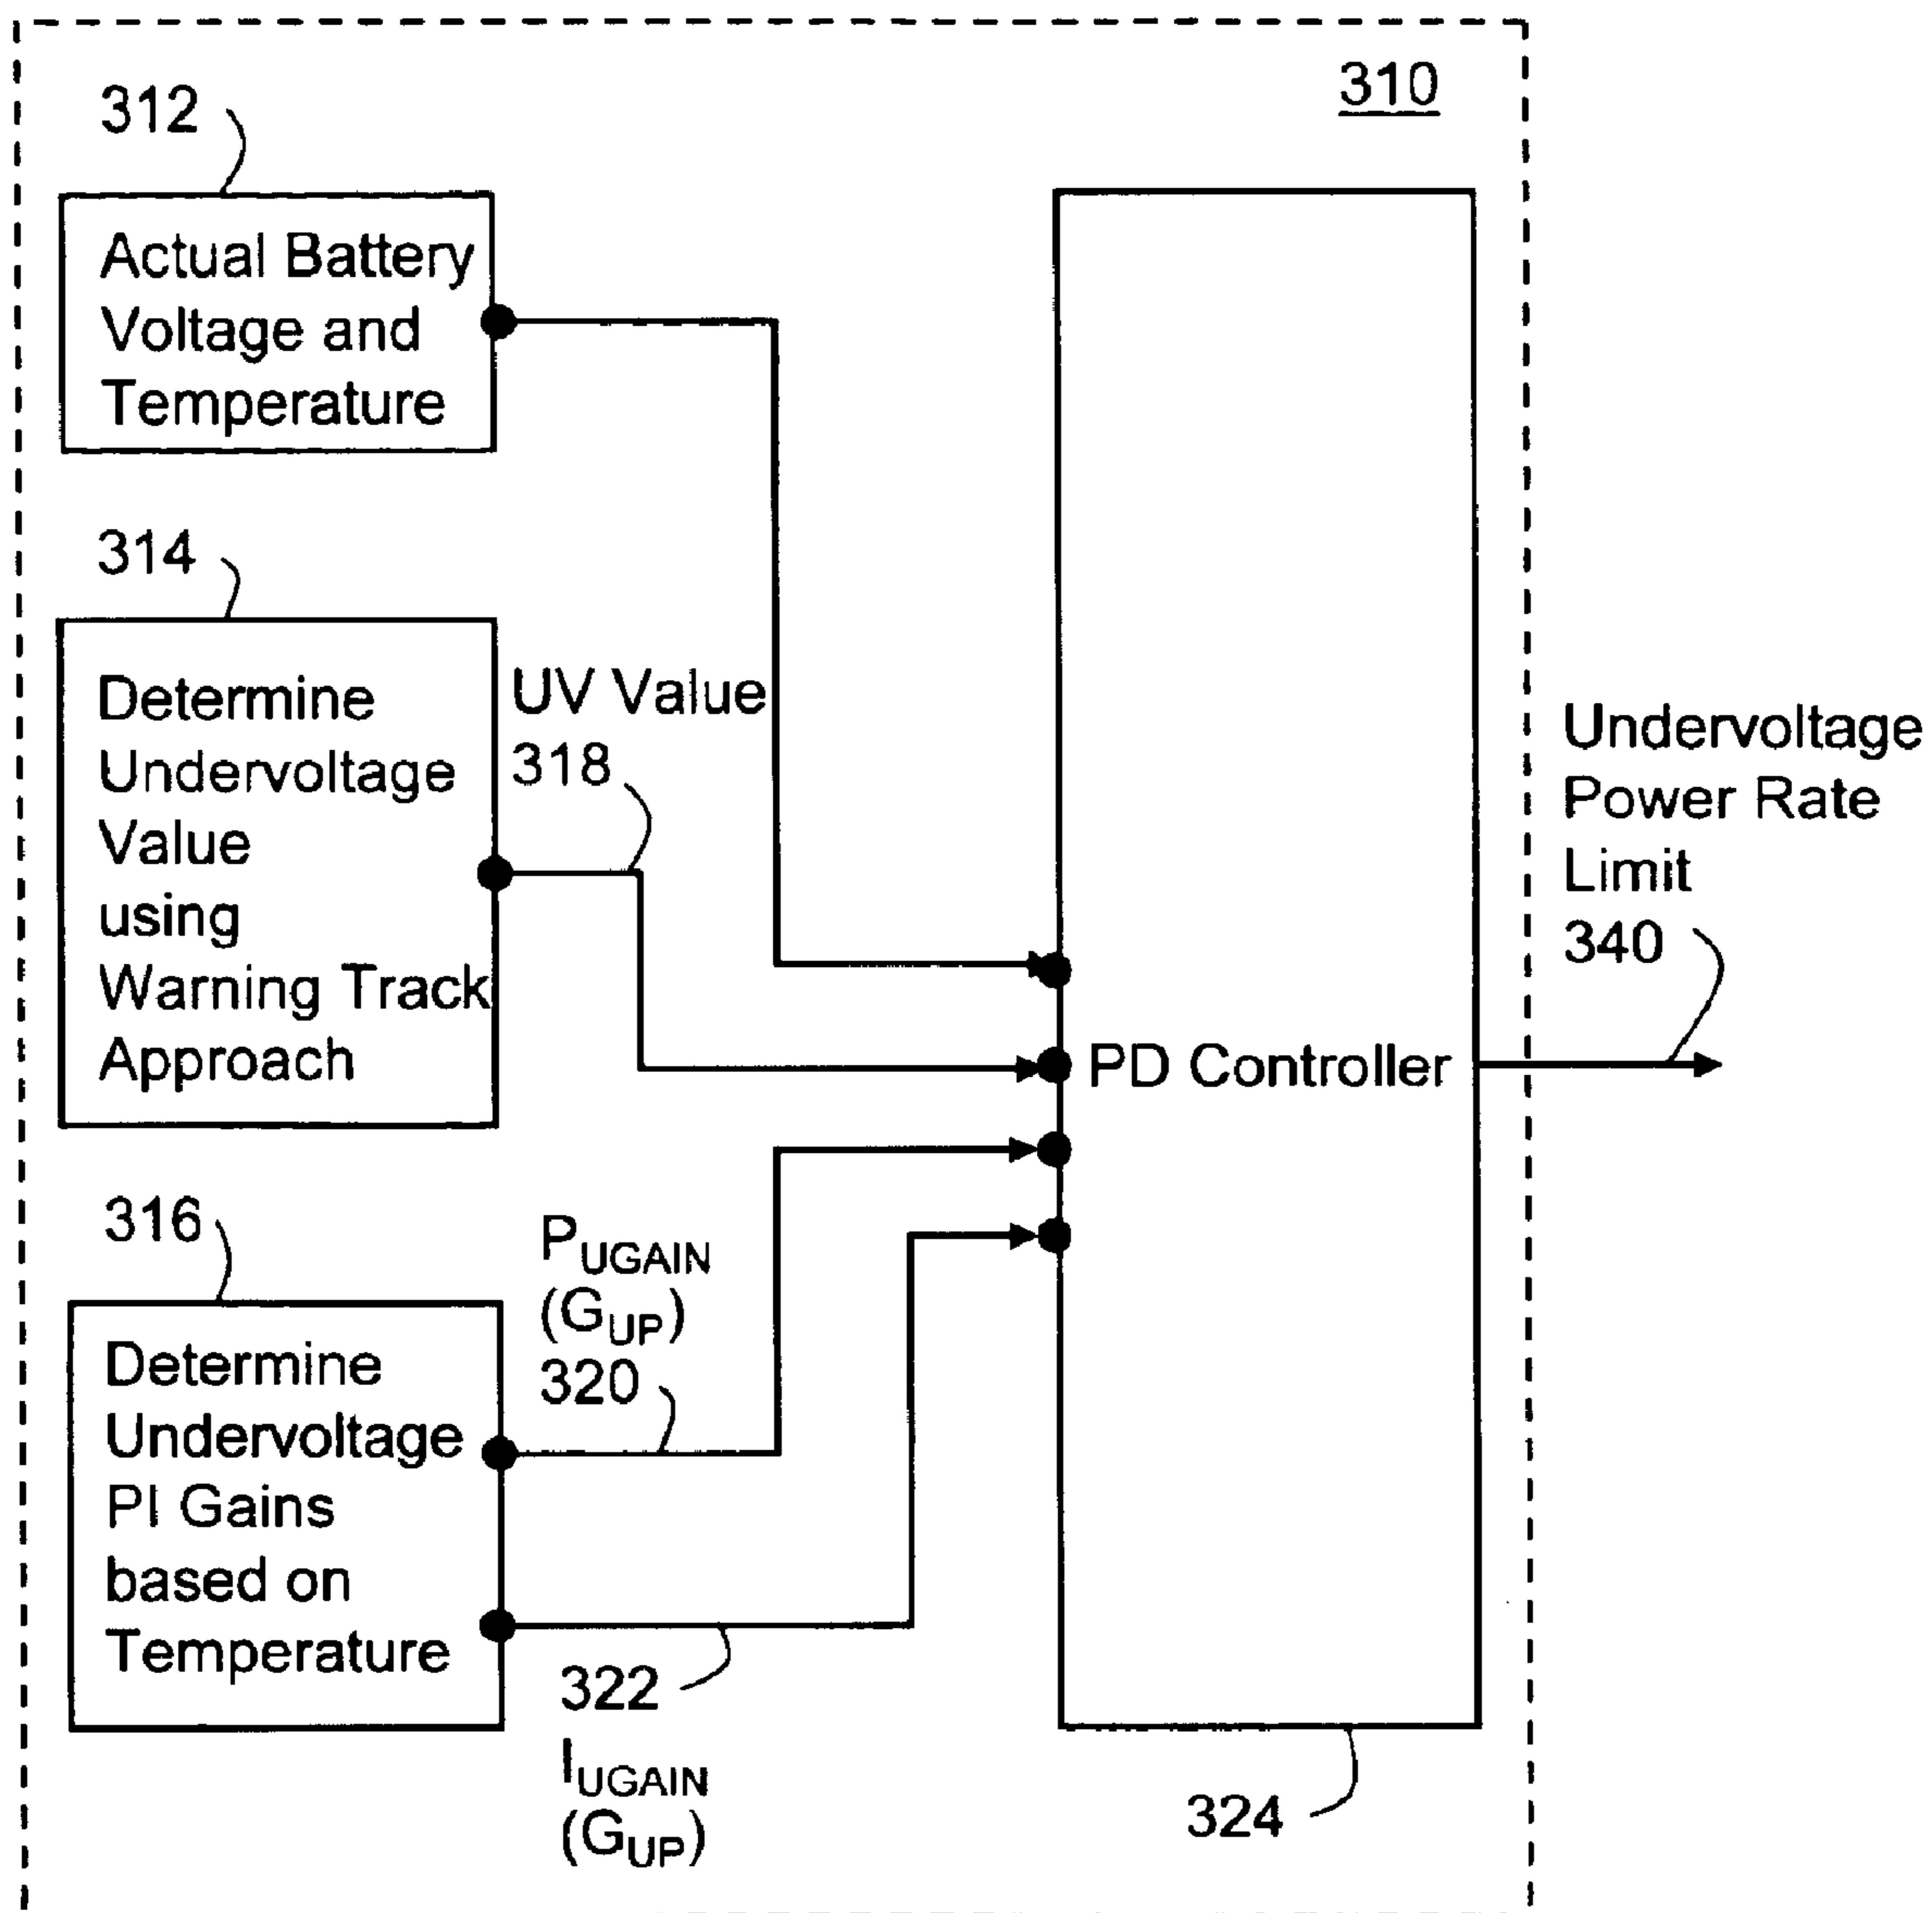 310
312
Actual Battery
Voltage and
Temperature
314
Determine
Undervoltage
Value
using
Warning Track
Approach
UV Value
318
PD Controller
Undervoltage
Power Rate
Limit
340
316
Determine
Undervoltage
PI Gains
based on
Temperature
PUGAIN
(GUP)
320
322
IUGAIN
(GUP)
324